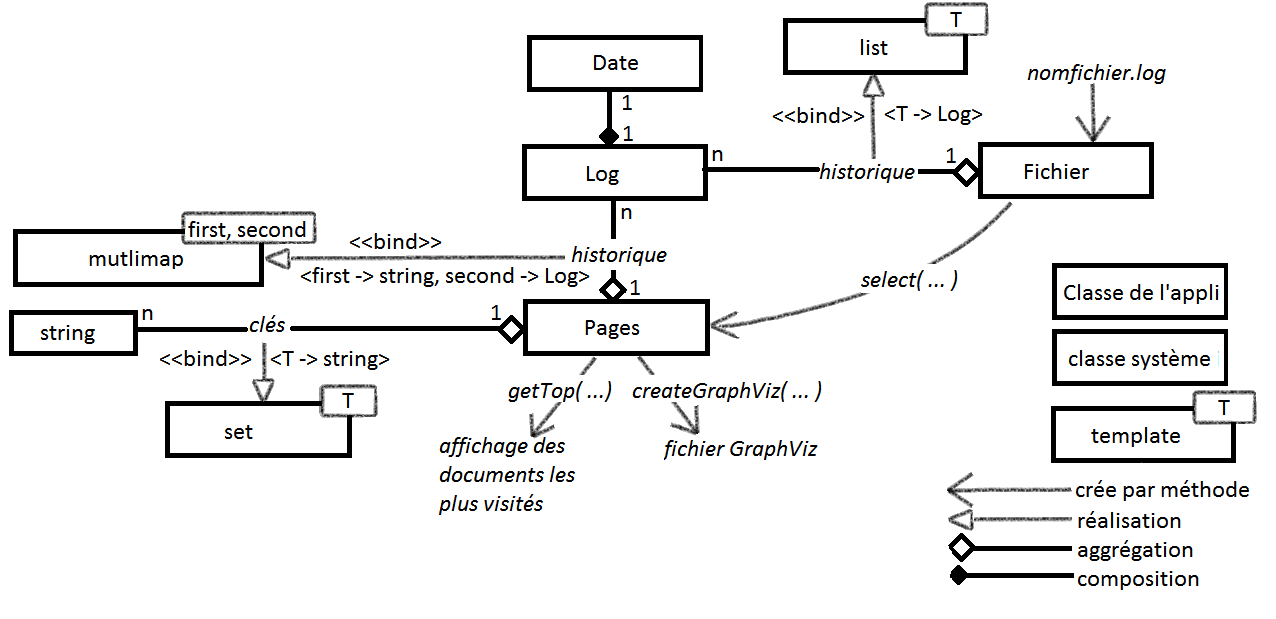 T
list
Date
nomfichier.log
1
<<bind>>
<T -> Log>
1
n
1
Log
historique
Fichier
n
first, second
mutlimap
<<bind>>
historique
<first -> string, second -> Log>
1
select( ... )
Classe de l'appli
n
1
string
clés
Pages
<<bind>>
<T -> string>
classe système
getTop( ...)
createGraphViz( ... )
T
T
set
template
affichage des
documents les
plus visités
fichier GraphViz
crée par méthode
réalisation
aggrégation
composition